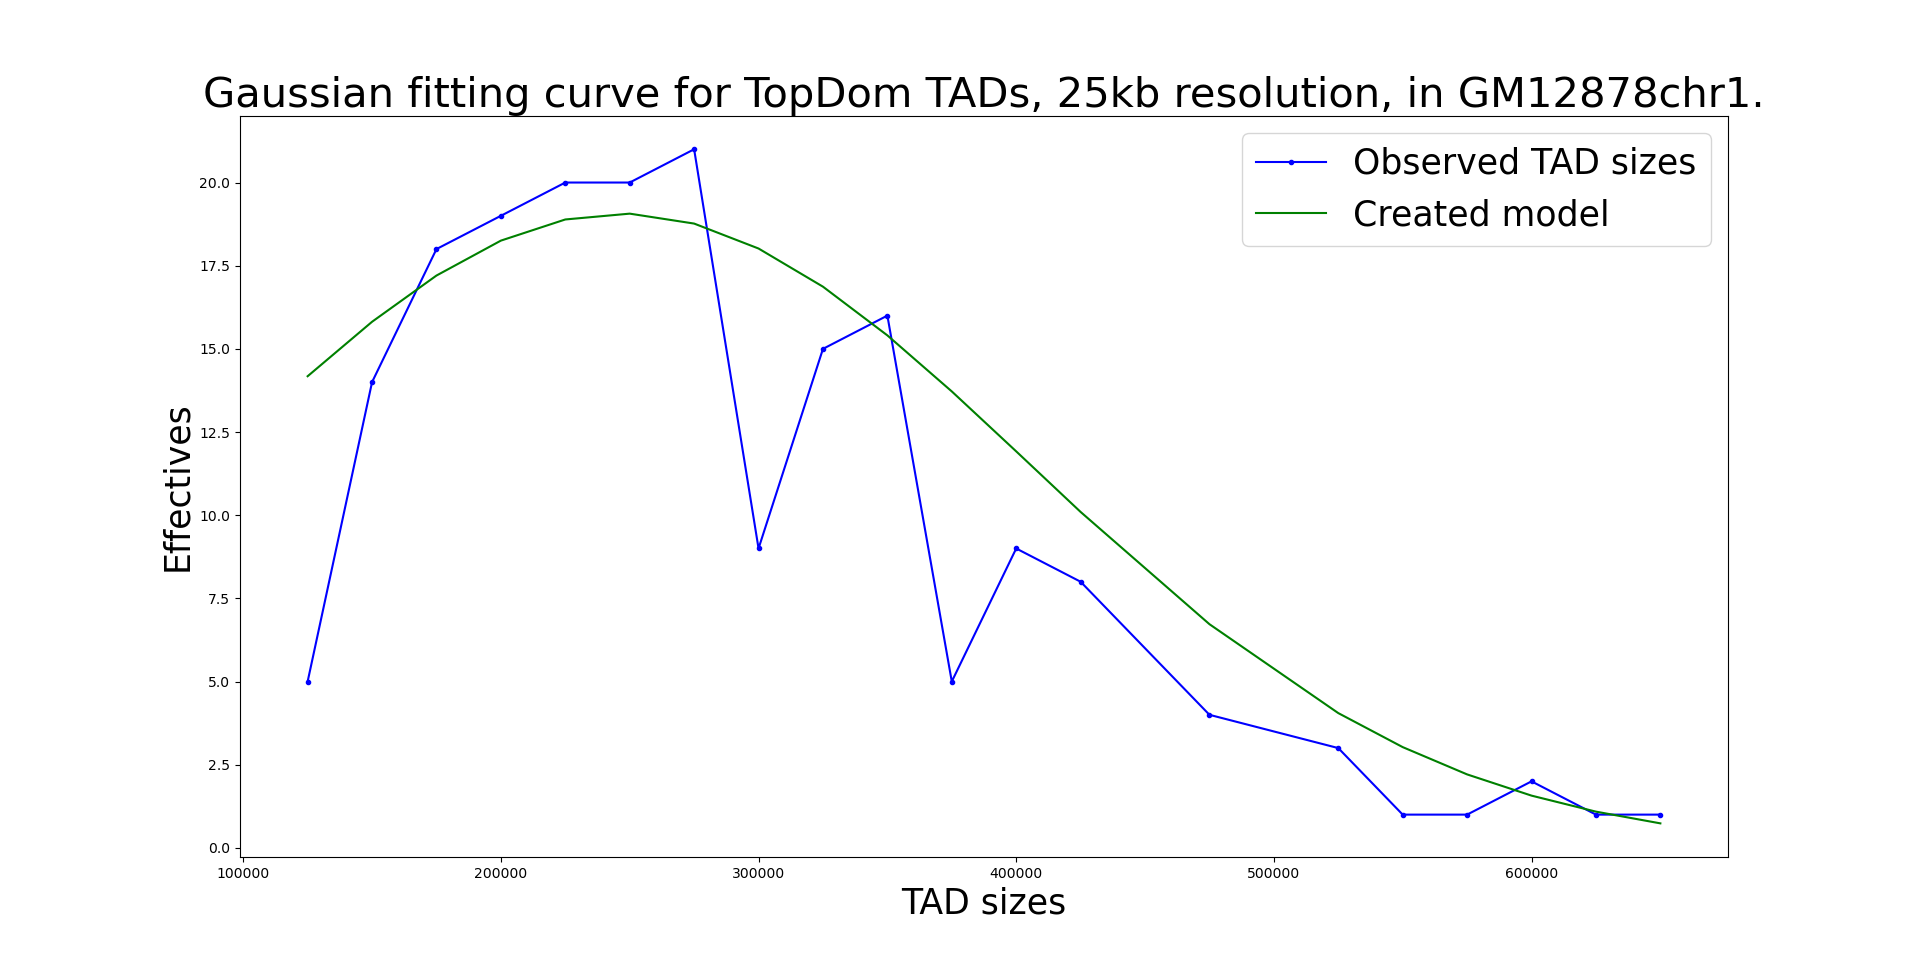 Gaussian fitting curve for TopDom TADs, 25kb resolution, in GM12878chr1.
Observed TAD sizes
Created model
Effectives
20.0
17.5
15.0
12.5
10.0
7.5
5.0
2.5
0.0
100000 200000 300000 400000 500000 600000
TAD sizes